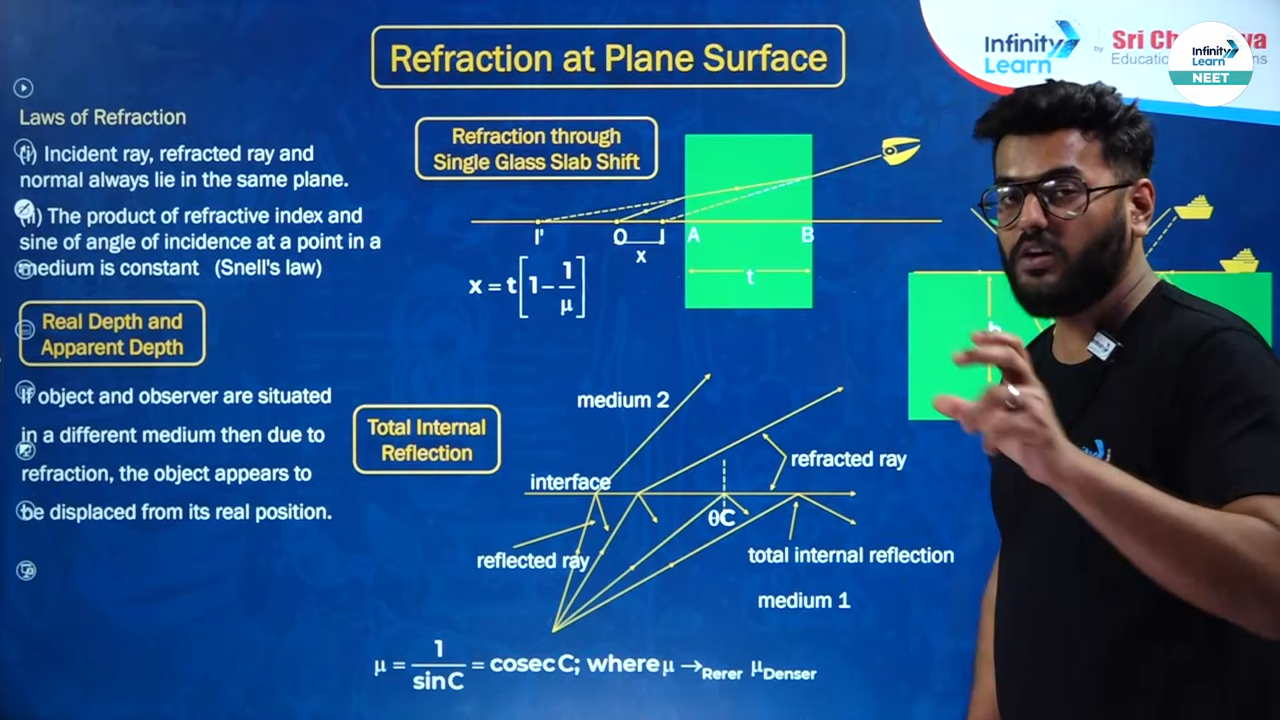 Refraction at Plane Surface
Infinity
Learn
by
Sri
Infinity
Learn
NEET
Laws of Refraction
(i) Incident ray, refracted ray and
normal always lie in the same plane.
(ii) The product of refractive index and
sine of angle of incidence at a point in a
medium is constant (Snell's law)
Real Depth and
Apparent Depth
If object and observer are situated
in a different medium then due to
refraction, the object appears to
be displaced from its real position.
Refraction through
Single Glass Slab Shift
I' O I A B
x
t
x = t[1 - 1/μ]
h
Total Internal
Reflection
medium 2
refracted ray
interface
θC
reflected ray
total internal reflection
medium 1
μ = 1/sin C = cosec C; where μ → Rerer μ Denser